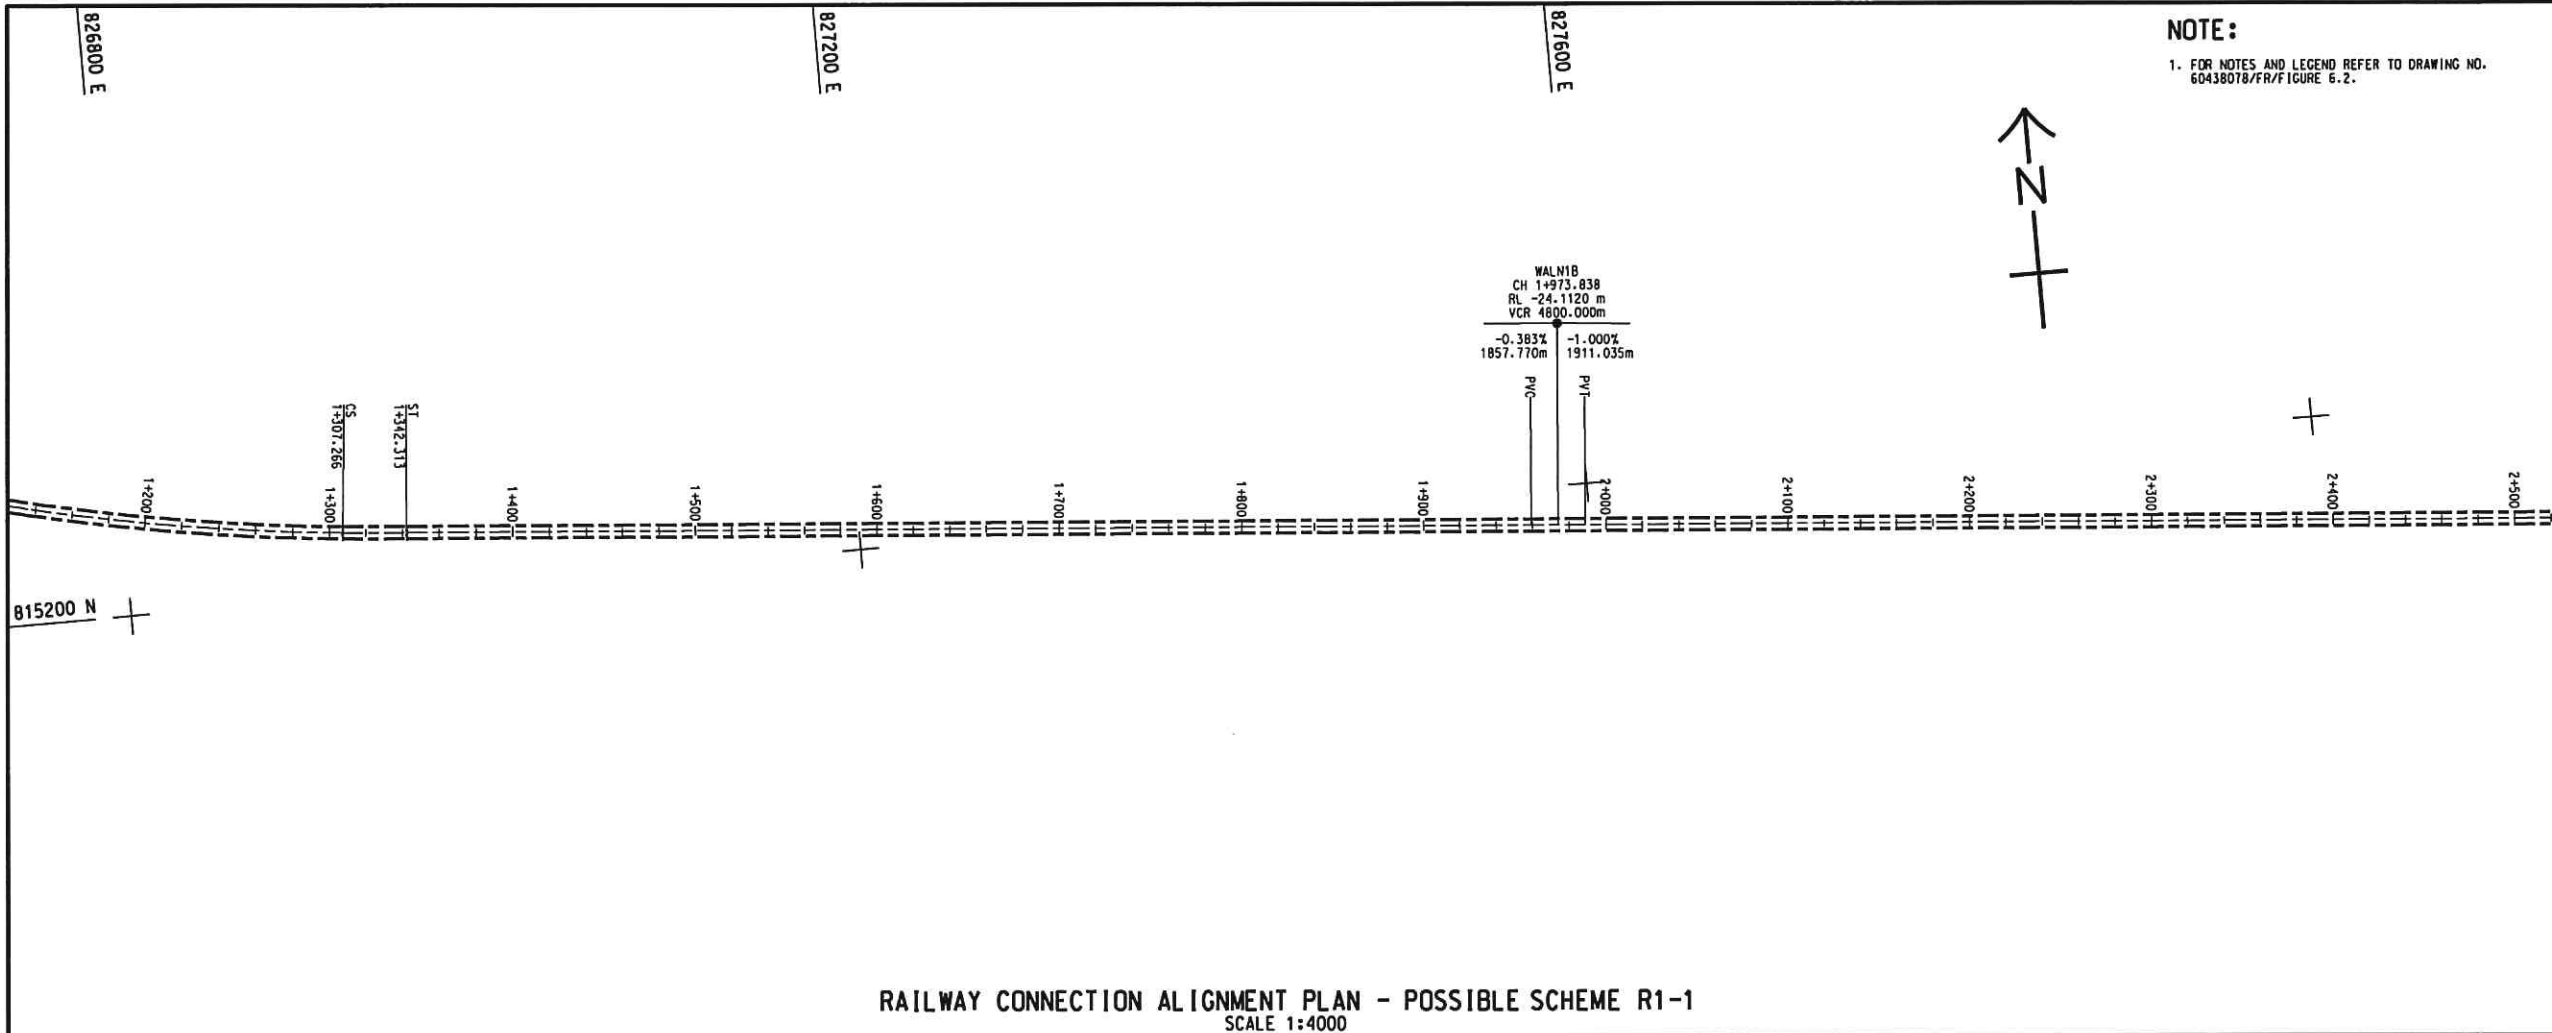 826800 E
827200 E
827600 E
NOTE:
1. FOR NOTES AND LEGEND REFER TO DRAWING NO.
60438078/FR/FIGURE 6.2.
N
WALN1B
CH 1+973.838
RL -24.1120 m
VCR 4800.000m
-0.383% -1.000%
1857.770m 1911.035m
PVC
PVT
CS
1+307.266
ST
1+342.313
1+200
1+300
1+400
1+500
1+600
1+700
1+800
1+900
2+000
2+100
2+200
2+300
2+400
2+500
815200 N
RAILWAY CONNECTION ALIGNMENT PLAN - POSSIBLE SCHEME R1-1
SCALE 1:4000